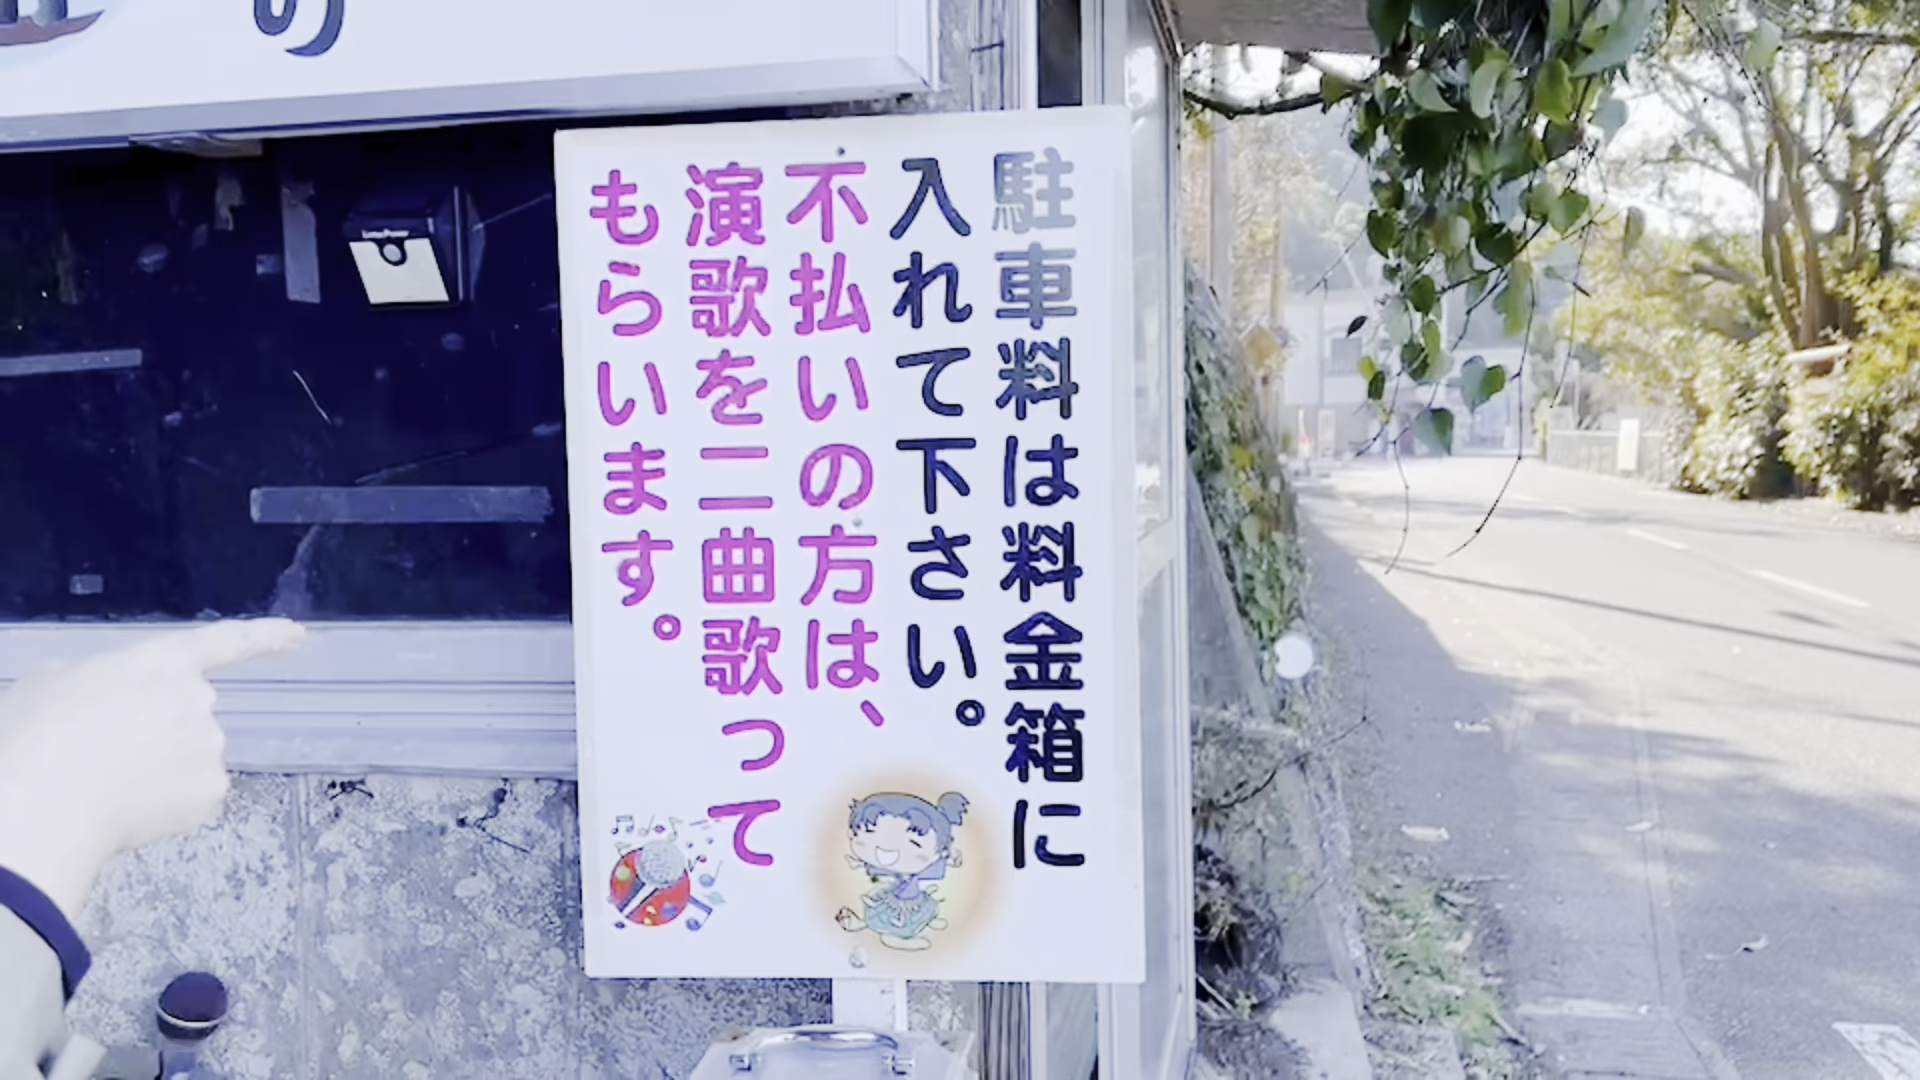 の
駐車料は料金箱に
入れて下さい。
不払いの方は、
演歌を二曲歌って
もらいます。